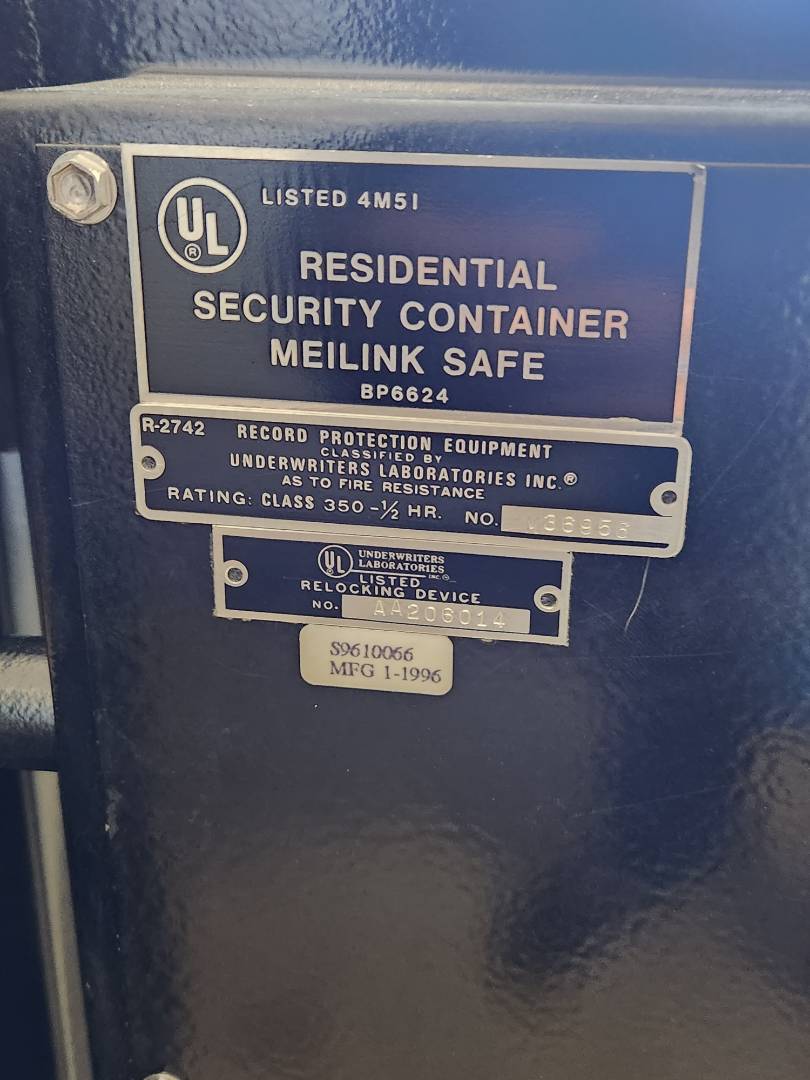 UL
®
LISTED 4M51
RESIDENTIAL
SECURITY CONTAINER
MEILINK SAFE
BP6624
R-2742 RECORD PROTECTION EQUIPMENT
CLASSIFIED BY
UNDERWRITERS LABORATORIES INC.®
AS TO FIRE RESISTANCE
RATING: CLASS 350-½ HR. NO.
UL UNDERWRITERS
LABORATORIES
INC. ®
LISTED
RELOCKING DEVICE
NO. AA206014
S9610066
MFG 1-1996